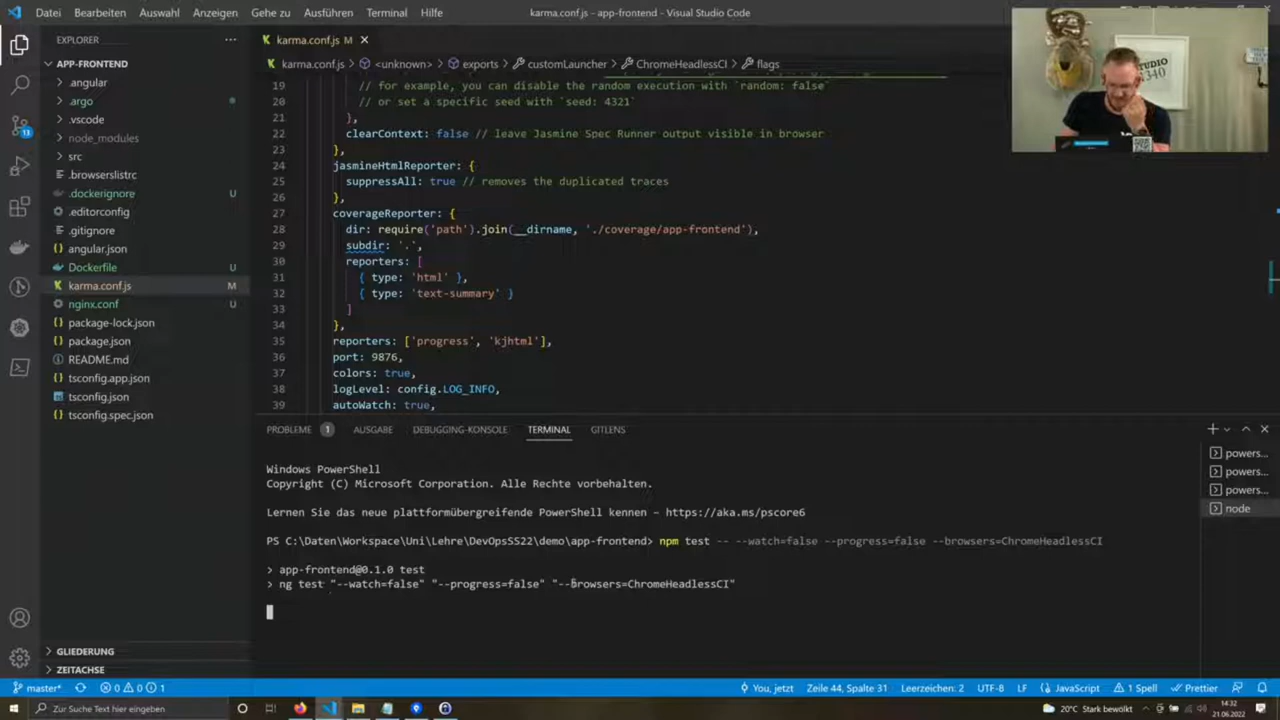 Datei Bearbeiten Auswahl Anzeigen Gehe zu Ausführen Terminal Hilfe
karma.conf.js - app-frontend - Visual Studio Code
EXPLORER
APP-FRONTEND
.angular
.argo
.vscode
node_modules
src
.browserslistrc
.dockerignore U
.editorconfig
.gitignore
angular.json
Dockerfile U
karma.conf.js M
nginx.conf U
package-lock.json
package.json
README.md
tsconfig.app.json
tsconfig.json
tsconfig.spec.json
GLIEDERUNG
ZEITACHSE
13
karma.conf.js M
karma.conf.js > <unknown> > exports > customLauncher > ChromeHeadlessCI > flags
19 // for example, you can disable the random execution with `random: false`
20 // or set a specific seed with `seed: 4321`
21 },
22 clearContext: false // leave Jasmine Spec Runner output visible in browser
23 },
24 jasmineHtmlReporter: {
25 suppressAll: true // removes the duplicated traces
26 },
27 coverageReporter: {
28 dir: require('path').join(__dirname, './coverage/app-frontend'),
29 subdir: '.',
30 reporters: [
31 { type: 'html' },
32 { type: 'text-summary' }
33 ]
34 },
35 reporters: ['progress', 'kjhtml'],
36 port: 9876,
37 colors: true,
38 logLevel: config.LOG_INFO,
39 autoWatch: true,
PROBLEME 1 AUSGABE DEBUGGING-KONSOLE TERMINAL GITLENS
Windows PowerShell
Copyright (C) Microsoft Corporation. Alle Rechte vorbehalten.
Lernen Sie das neue plattformübergreifende PowerShell kennen – https://aka.ms/pscore6
PS C:\Daten\Workspace\Uni\Lehre\DevOpsSS22\demo\app-frontend> npm test -- --watch=false --progress=false --browsers=ChromeHeadlessCI
> app-frontend@0.1.0 test
> ng test "--watch=false" "--progress=false" "--browsers=ChromeHeadlessCI"
powers...
powers...
powers...
node
master* 0 0 1
You, jetzt Zeile 44, Spalte 31 Leerzeichen: 2 UTF-8 LF JavaScript 1 Spell Prettier
Zur Suche Text hier eingeben
20°C Stark bewölkt
14:32
21.06.2022